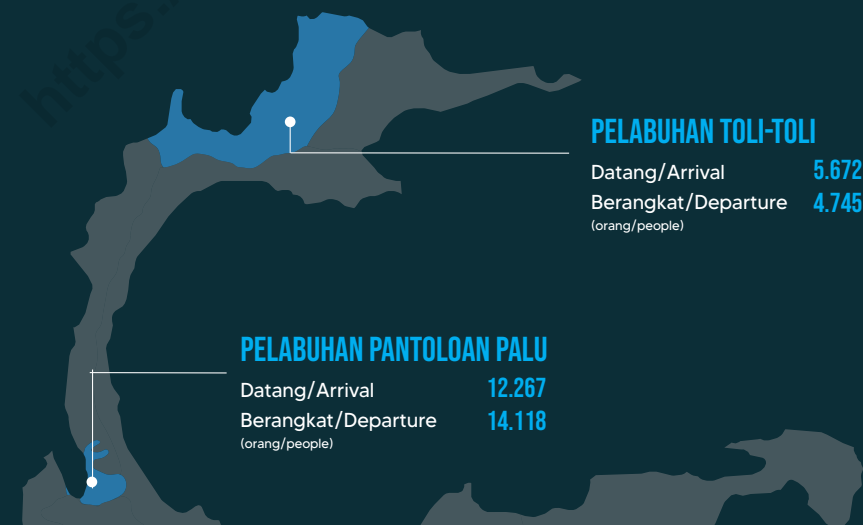 https:
PELABUHAN TOLI-TOLI
Datang/Arrival 5.672
Berangkat/Departure 4.745
(orang/people)
PELABUHAN PANTOLOAN PALU
Datang/Arrival 12.267
Berangkat/Departure 14.118
(orang/people)